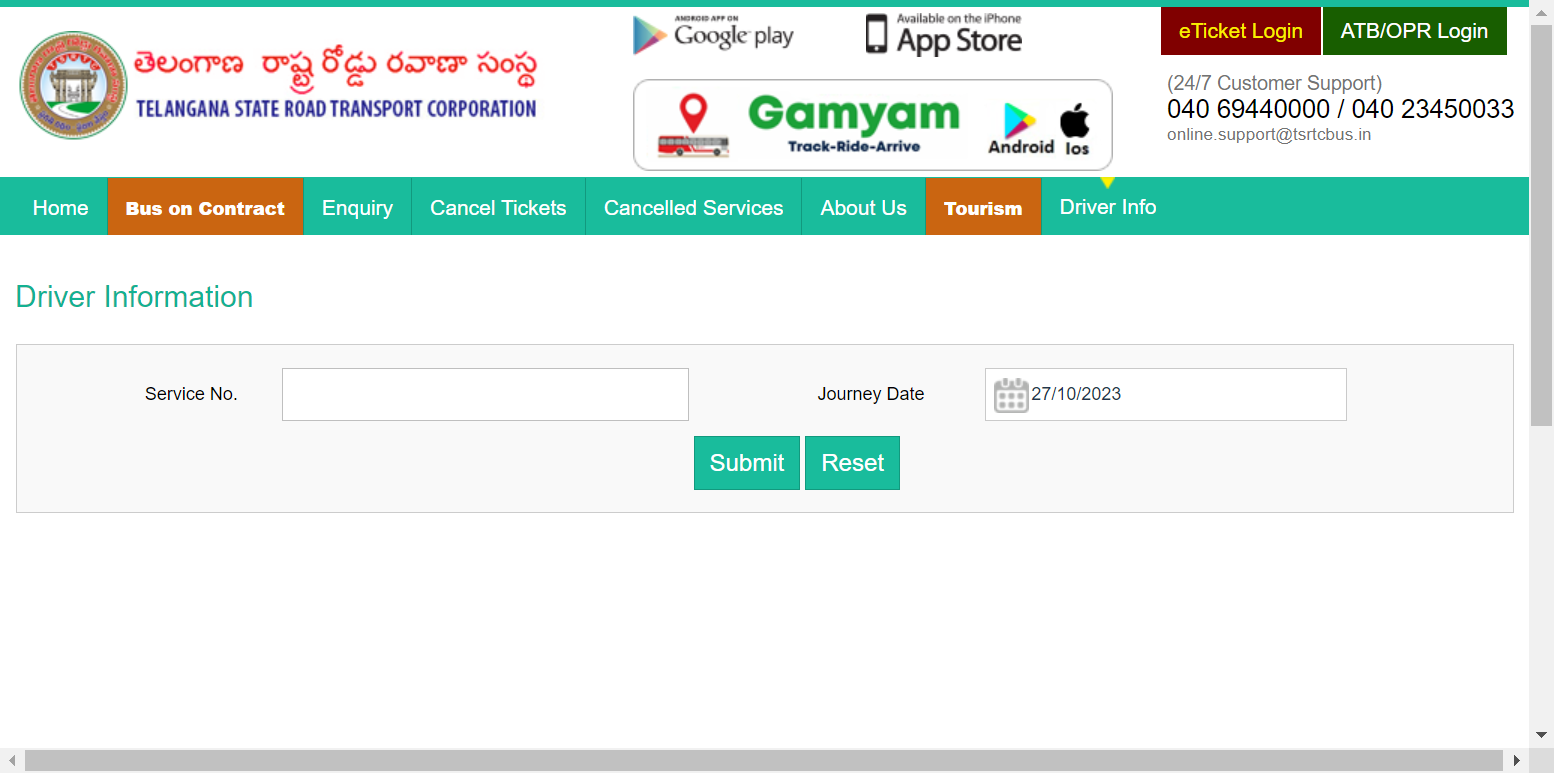 తెలంగాణ రాష్ట్ర రోడ్డు రవాణా సంస్థ
TELANGANA STATE ROAD TRANSPORT CORPORATION
ANDROID APP ON
Google play
Available on the iPhone
App Store
Gamyam
Track-Ride-Arrive
Android
Ios
eTicket Login
ATB/OPR Login
(24/7 Customer Support)
040 69440000 / 040 23450033
online.support@tsrtcbus.in
Home
Bus on Contract
Enquiry
Cancel Tickets
Cancelled Services
About Us
Tourism
Driver Info
Driver Information
Service No.
Journey Date
27/10/2023
Submit
Reset